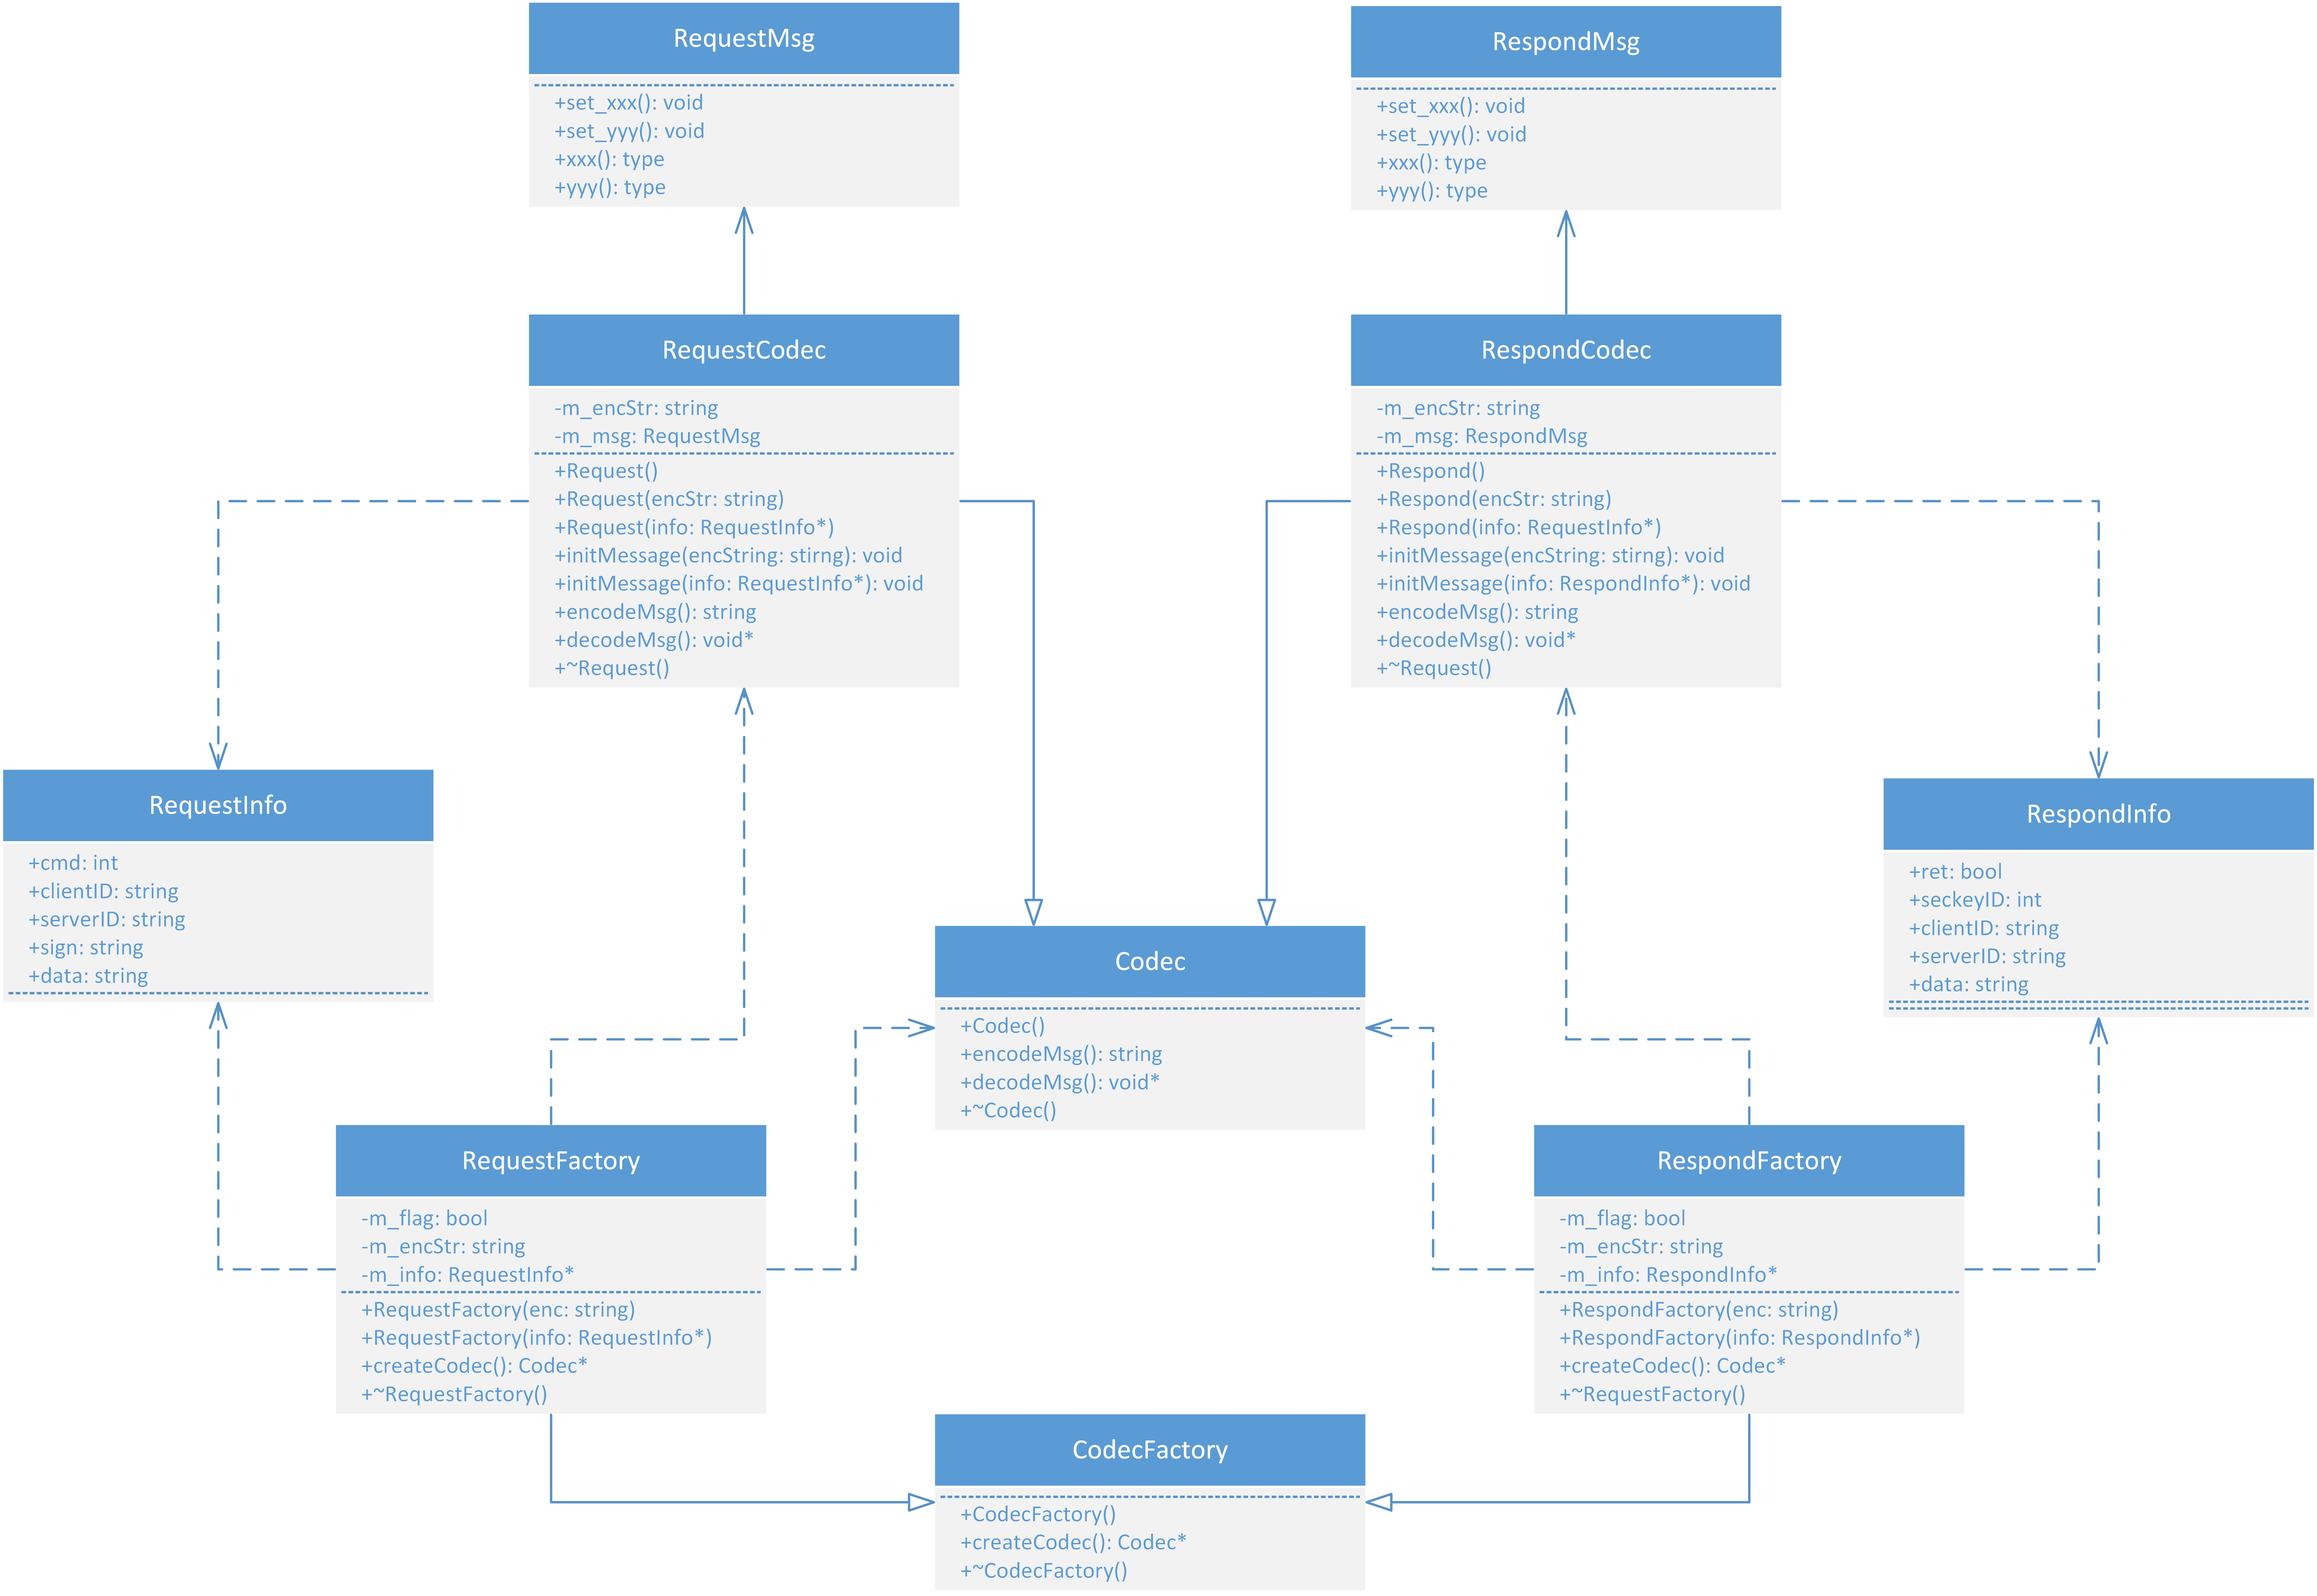 RequestMsg
+set_xxx(): void
+set_yyy(): void
+xxx(): type
+yyy(): type
RespondMsg
+set_xxx(): void
+set_yyy(): void
+xxx(): type
+yyy(): type
RequestCodec
-m_encStr: string
-m_msg: RequestMsg
+Request()
+Request(encStr: string)
+Request(info: RequestInfo*)
+initMessage(encString: stirng): void
+initMessage(info: RequestInfo*): void
+encodeMsg(): string
+decodeMsg(): void*
+~Request()
RespondCodec
-m_encStr: string
-m_msg: RespondMsg
+Respond()
+Respond(encStr: string)
+Respond(info: RequestInfo*)
+initMessage(encString: stirng): void
+initMessage(info: RespondInfo*): void
+encodeMsg(): string
+decodeMsg(): void*
+~Request()
RequestInfo
+cmd: int
+clientID: string
+serverID: string
+sign: string
+data: string
RespondInfo
+ret: bool
+seckeyID: int
+clientID: string
+serverID: string
+data: string
Codec
+Codec()
+encodeMsg(): string
+decodeMsg(): void*
+~Codec()
RequestFactory
-m_flag: bool
-m_encStr: string
-m_info: RequestInfo*
+RequestFactory(enc: string)
+RequestFactory(info: RequestInfo*)
+createCodec(): Codec*
+~RequestFactory()
RespondFactory
-m_flag: bool
-m_encStr: string
-m_info: RespondInfo*
+RespondFactory(enc: string)
+RespondFactory(info: RespondInfo*)
+createCodec(): Codec*
+~RequestFactory()
CodecFactory
+CodecFactory()
+createCodec(): Codec*
+~CodecFactory()